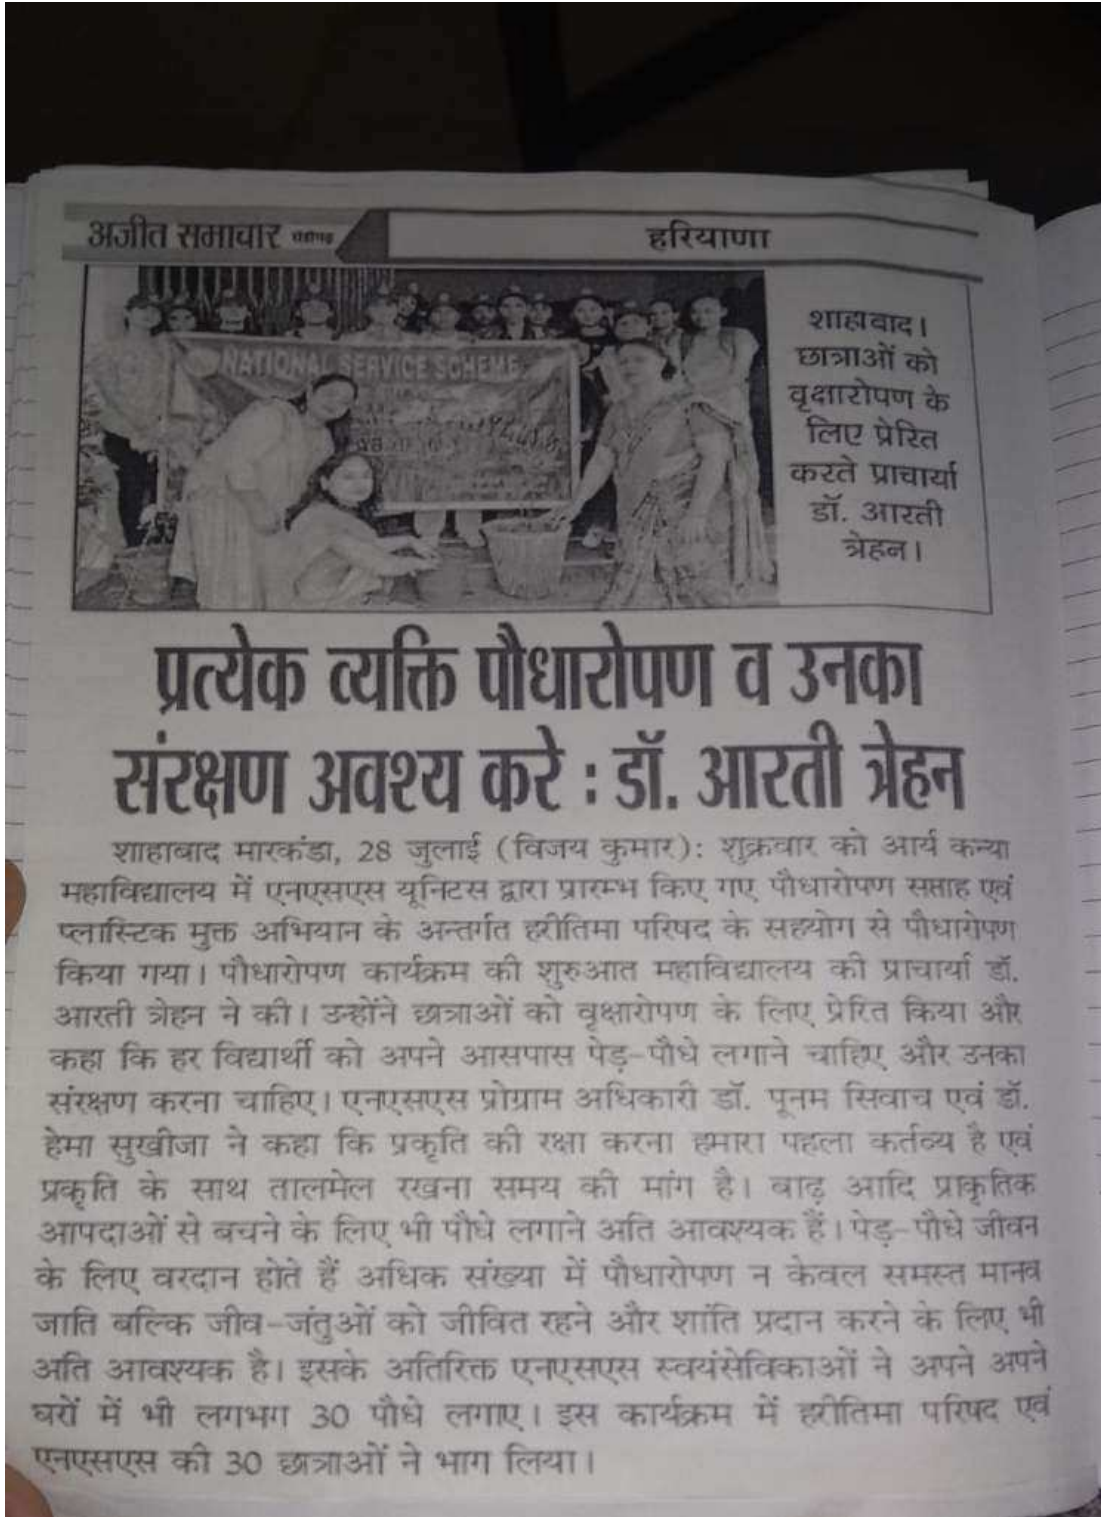 अजीत समाचार चंडीगढ़
हरियाणा
NATIONAL SERVICE SCHEME
शाहाबाद।
छात्राओं को
वृक्षारोपण के
लिए प्रेरित
करते प्राचार्या
डॉ. आरती
त्रेहन।
प्रत्येक व्यक्ति पौधारोपण व उनका
संरक्षण अवश्य करे : डॉ. आरती त्रेहन
शाहाबाद मारकंडा, 28 जुलाई (विजय कुमार): शुक्रवार को आर्य कन्या
महाविद्यालय में एनएसएस यूनिटस द्वारा प्रारम्भ किए गए पौधारोपण सप्ताह एवं
प्लास्टिक मुक्त अभियान के अन्तर्गत हरीतिमा परिषद के सहयोग से पौधारोपण
किया गया। पौधारोपण कार्यक्रम की शुरुआत महाविद्यालय की प्राचार्या डॉ.
आरती त्रेहन ने की। उन्होंने छात्राओं को वृक्षारोपण के लिए प्रेरित किया और
कहा कि हर विद्यार्थी को अपने आसपास पेड़-पौधे लगाने चाहिए और उनका
संरक्षण करना चाहिए। एनएसएस प्रोग्राम अधिकारी डॉ. पूनम सिवाच एवं डॉ.
हेमा सुखीजा ने कहा कि प्रकृति की रक्षा करना हमारा पहला कर्तव्य है एवं
प्रकृति के साथ तालमेल रखना समय की मांग है। बाढ़ आदि प्राकृतिक
आपदाओं से बचने के लिए भी पौधे लगाने अति आवश्यक हैं। पेड़-पौधे जीवन
के लिए वरदान होते हैं अधिक संख्या में पौधारोपण न केवल समस्त मानव
जाति बल्कि जीव-जंतुओं को जीवित रहने और शांति प्रदान करने के लिए भी
अति आवश्यक है। इसके अतिरिक्त एनएसएस स्वयंसेविकाओं ने अपने अपने
घरों में भी लगभग 30 पौधे लगाए। इस कार्यक्रम में हरीतिमा परिषद एवं
एनएसएस की 30 छात्राओं ने भाग लिया।